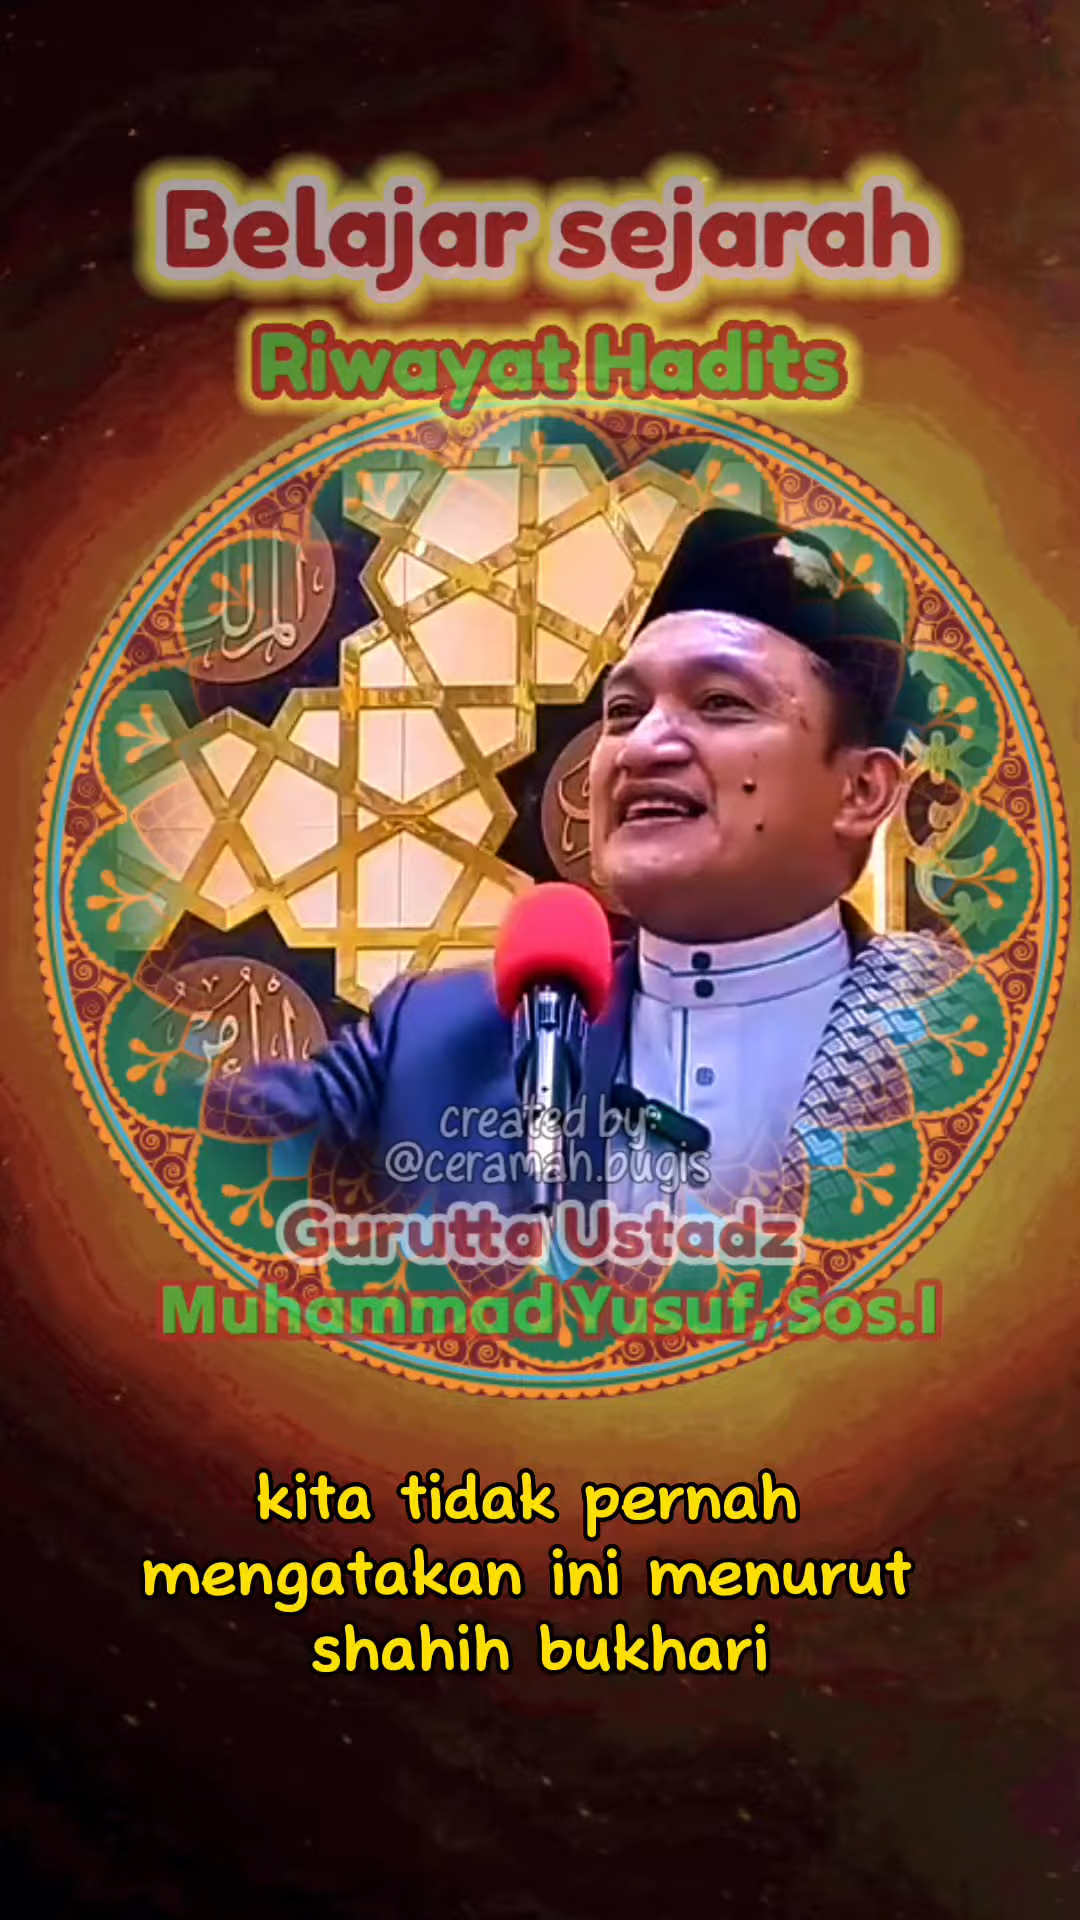 Belajar sejarah
Riwayat Hadits
created by:
@ceramah.bugis
Gurutta Ustadz
Muhammad Yusuf, Sos.I
kita tidak pernah
mengatakan ini menurut
shahih bukhari